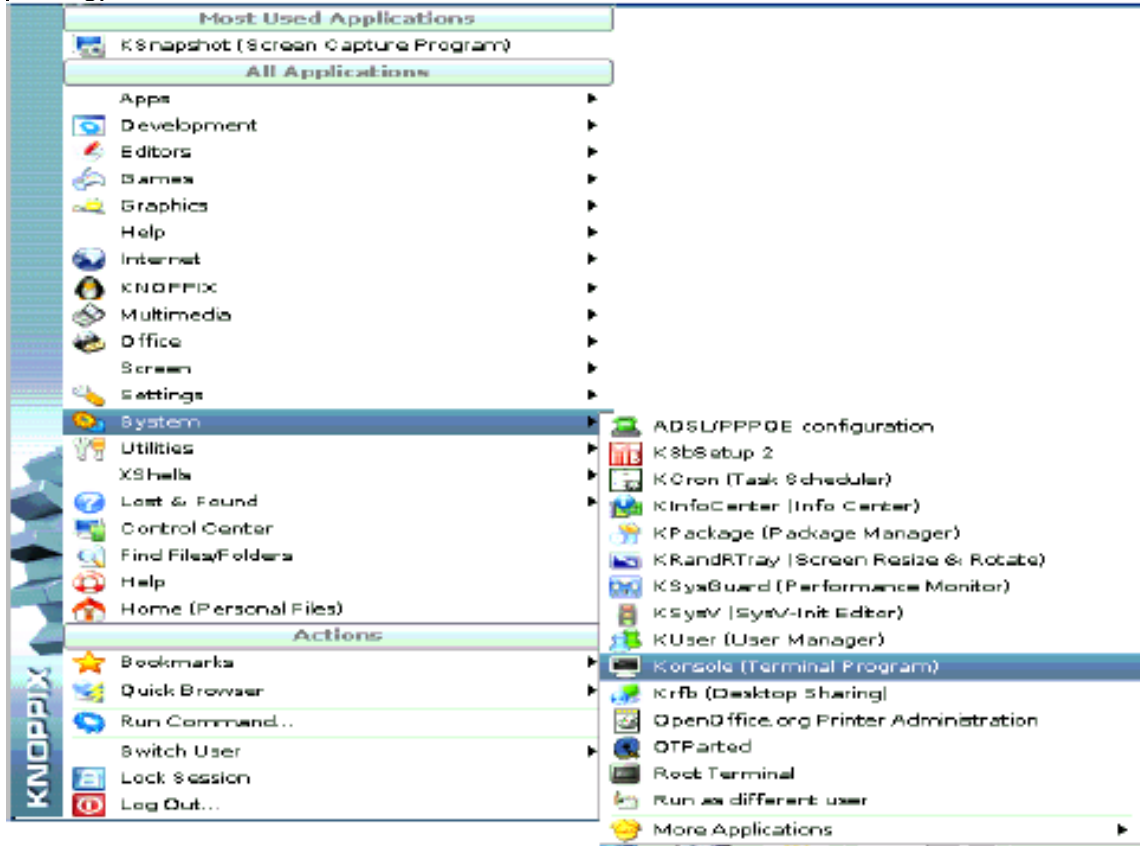 Most Used Applications
KSnapshot (Screen Capture Program)
All Applications
Apps
Development
Editors
Games
Graphics
Help
Internet
KNOPPIX
Multimedia
Office
Screen
Settings
System
Utilities
XShells
Lost & Found
Control Center
Find Files/Folders
Help
Home (Personal Files)
Actions
Bookmarks
Quick Browser
Run Command...
Switch User
Lock Session
Log Out...
KNOPPIX
ADSL/PPPOE configuration
K3bSetup 2
KCron (Task Scheduler)
KInfoCenter (Info Center)
KPackage (Package Manager)
KRandRTray (Screen Resize & Rotate)
KSysGuard (Performance Monitor)
KSysV (SysV-Init Editor)
KUser (User Manager)
Konsole (Terminal Program)
Krfb (Desktop Sharing)
OpenOffice.org Printer Administration
QTParted
Root Terminal
Run as different user
More Applications